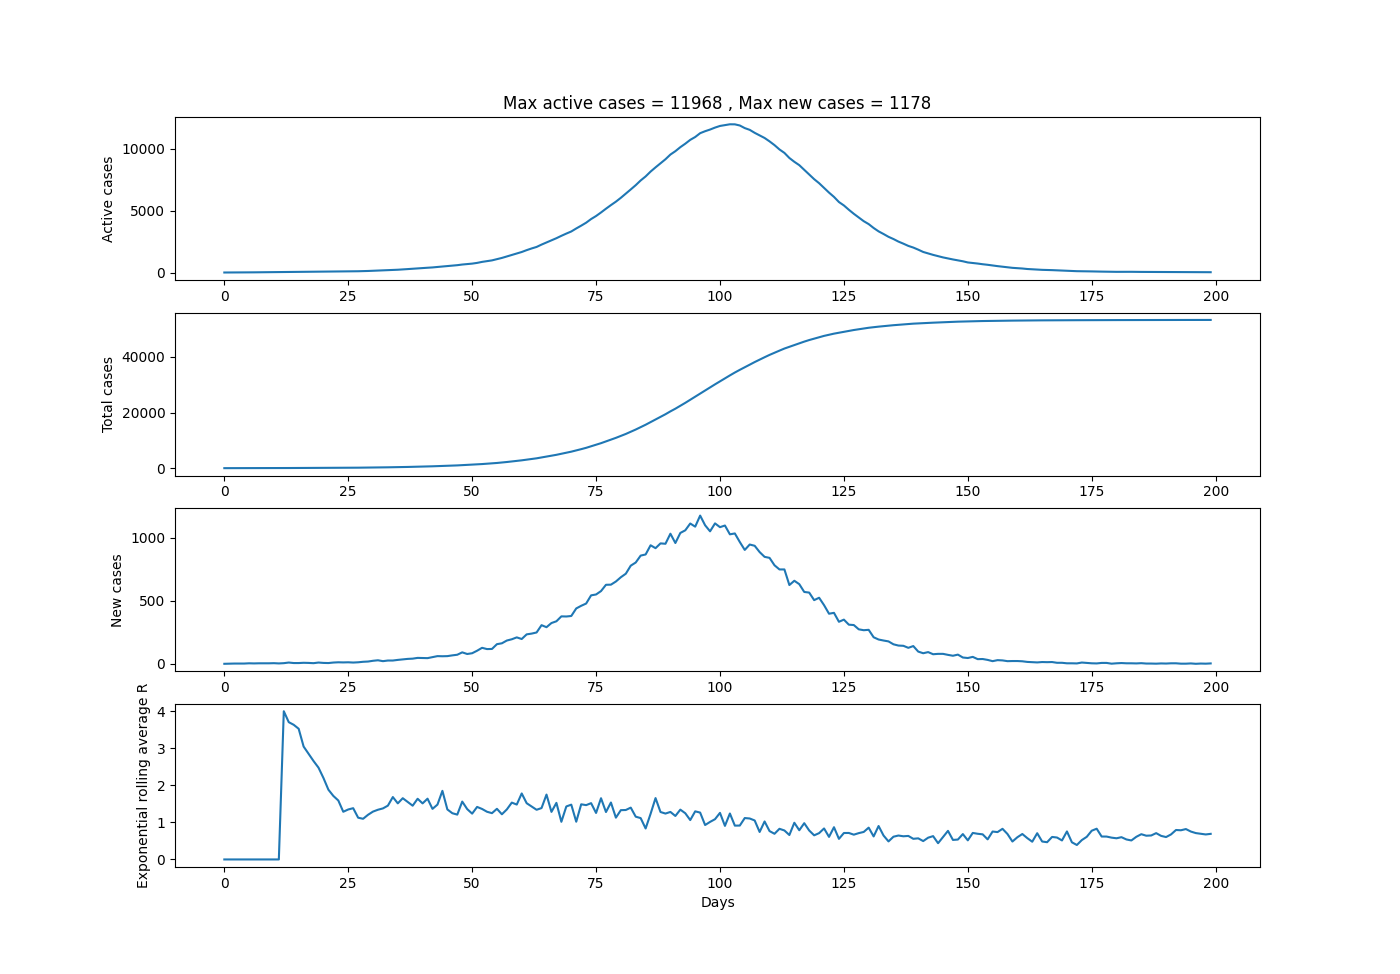 Max active cases = 11968 , Max new cases = 1178
Active cases
10000
5000
0
0 25 50 75 100 125 150 175 200
Total cases
40000
20000
0
0 25 50 75 100 125 150 175 200
New cases
1000
500
0
0 25 50 75 100 125 150 175 200
Exponential rolling average R
4
3
2
1
0
0 25 50 75 100 125 150 175 200
Days